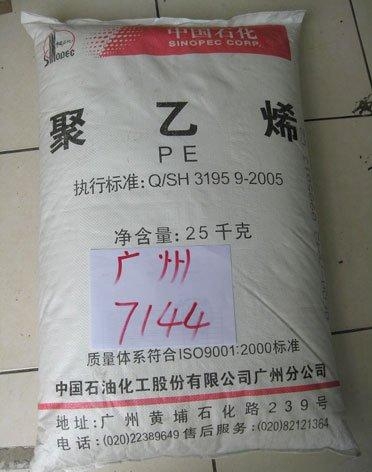 SINOPEC
中国石化
SINOPEC CORP.
聚乙烯
PE
执行标准: Q/SH 3195 9-2005
净含量: 25千克
广州
7144
质量体系符合ISO9001:2000标准
中国石油化工股份有限公司广州分公司
地址: 广州黄埔石化路239号
电话: (020)22389649 售后服务: (020)82121364